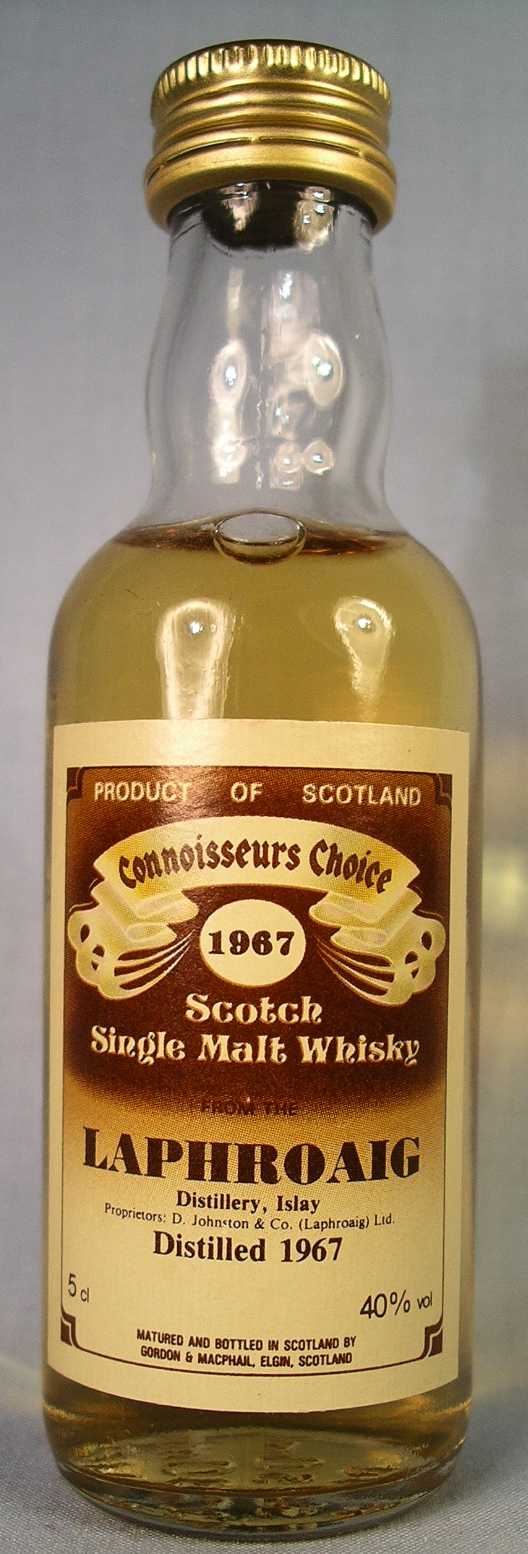 PRODUCT OF SCOTLAND
Connoisseurs Choice
1967
Scotch
Single Malt Whisky
FROM THE
LAPHROAIG
Distillery, Islay
Proprietors: D. Johnston & Co. (Laphroaig) Ltd.
Distilled 1967
5 cl
40% vol
MATURED AND BOTTLED IN SCOTLAND BY
GORDON & MACPHAIL, ELGIN, SCOTLAND